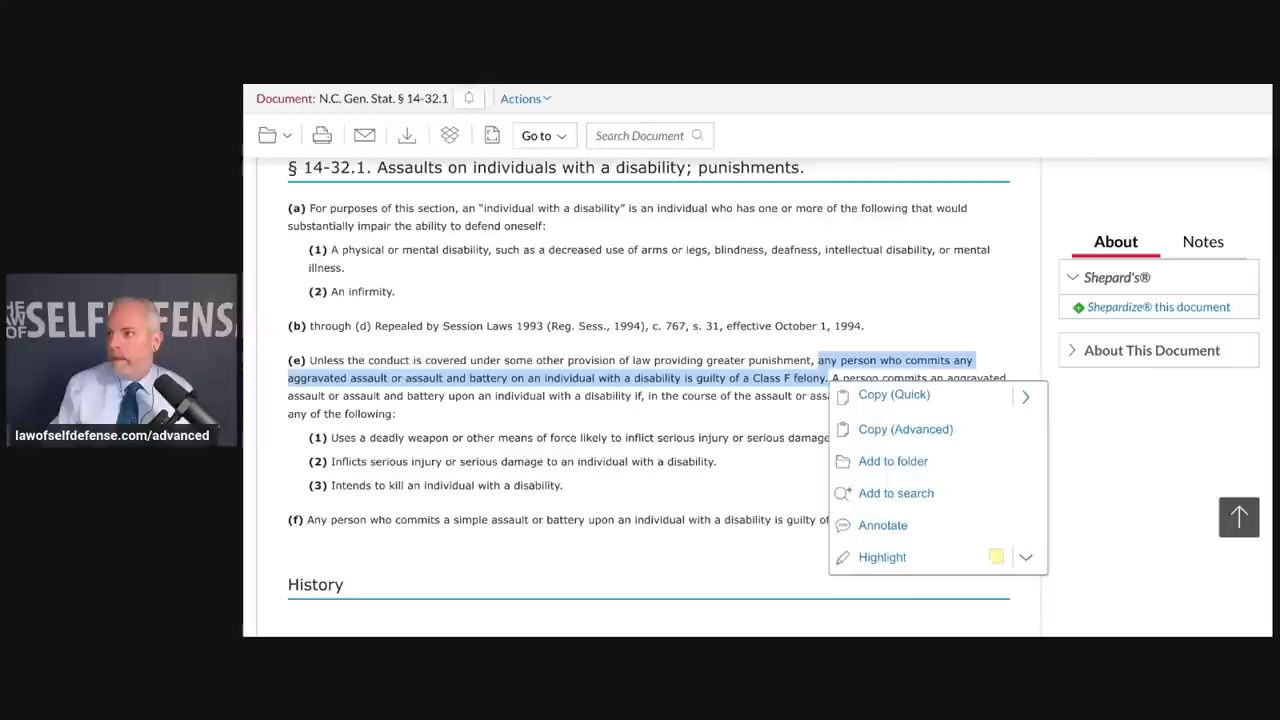 Document: N.C. Gen. Stat. § 14-32.1
Actions
Go to
Search Document
§ 14-32.1. Assaults on individuals with a disability; punishments.
(a) For purposes of this section, an “individual with a disability” is an individual who has one or more of the following that would
substantially impair the ability to defend oneself:
(1) A physical or mental disability, such as a decreased use of arms or legs, blindness, deafness, intellectual disability, or mental
illness.
(2) An infirmity.
(b) through (d) Repealed by Session Laws 1993 (Reg. Sess., 1994), c. 767, s. 31, effective October 1, 1994.
(e) Unless the conduct is covered under some other provision of law providing greater punishment, any person who commits any
aggravated assault or assault and battery on an individual with a disability is guilty of a Class F felony. A person commits an aggravated
assault or assault and battery upon an individual with a disability if, in the course of the assault or
any of the following:
(1) Uses a deadly weapon or other means of force likely to inflict serious injury or serious damage
(2) Inflicts serious injury or serious damage to an individual with a disability.
(3) Intends to kill an individual with a disability.
(f) Any person who commits a simple assault or battery upon an individual with a disability is guilty of
History
Copy (Quick)
Copy (Advanced)
Add to folder
Add to search
Annotate
Highlight
About
Notes
Shepard's®
Shepardize® this document
About This Document
THE
LAW
OF
SELF DEFENS
lawofselfdefense.com/advanced